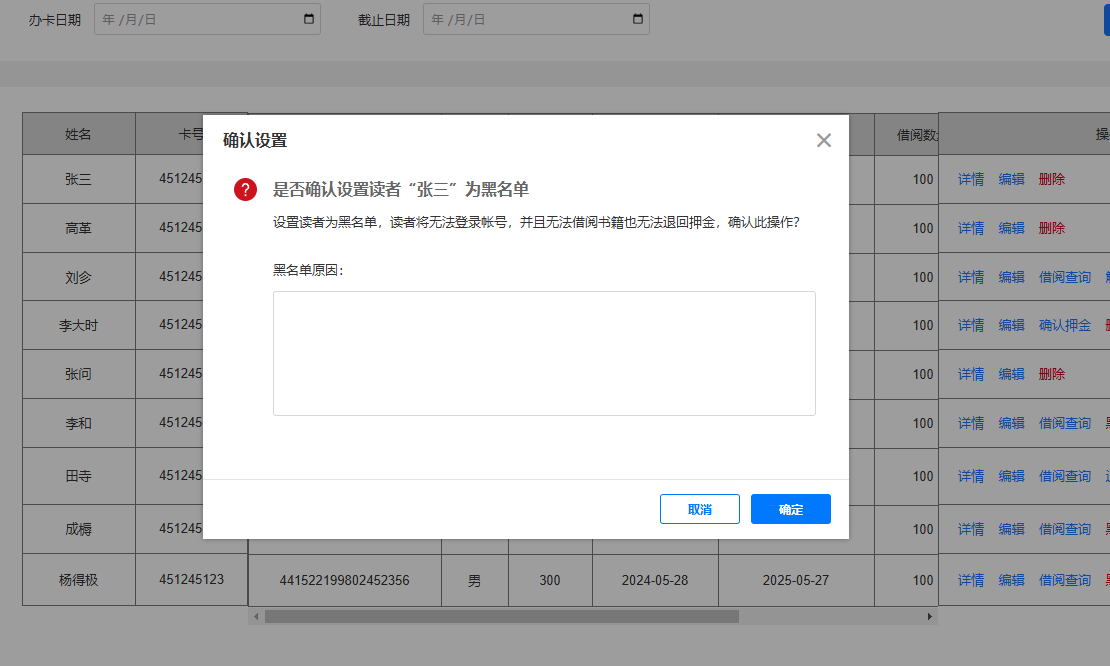 办卡日期 年 /月/日 截止日期 年 /月/日
姓名 卡号 借阅数 操
确认设置
是否确认设置读者“张三”为黑名单
设置读者为黑名单，读者将无法登录帐号，并且无法借阅书籍也无法退回押金，确认此操作？
黑名单原因：
取消 确定
张三 451245 100 详情 编辑 删除
高革 451245 100 详情 编辑 删除
刘参 451245 100 详情 编辑 借阅查询
李大时 451245 100 详情 编辑 确认押金
张问 451245 100 详情 编辑 删除
李和 451245 100 详情 编辑 借阅查询
田寺 451245 100 详情 编辑 借阅查询
成槈 451245 100 详情 编辑 借阅查询
杨得极 451245123 441522199802452356 男 300 2024-05-28 2025-05-27 100 详情 编辑 借阅查询